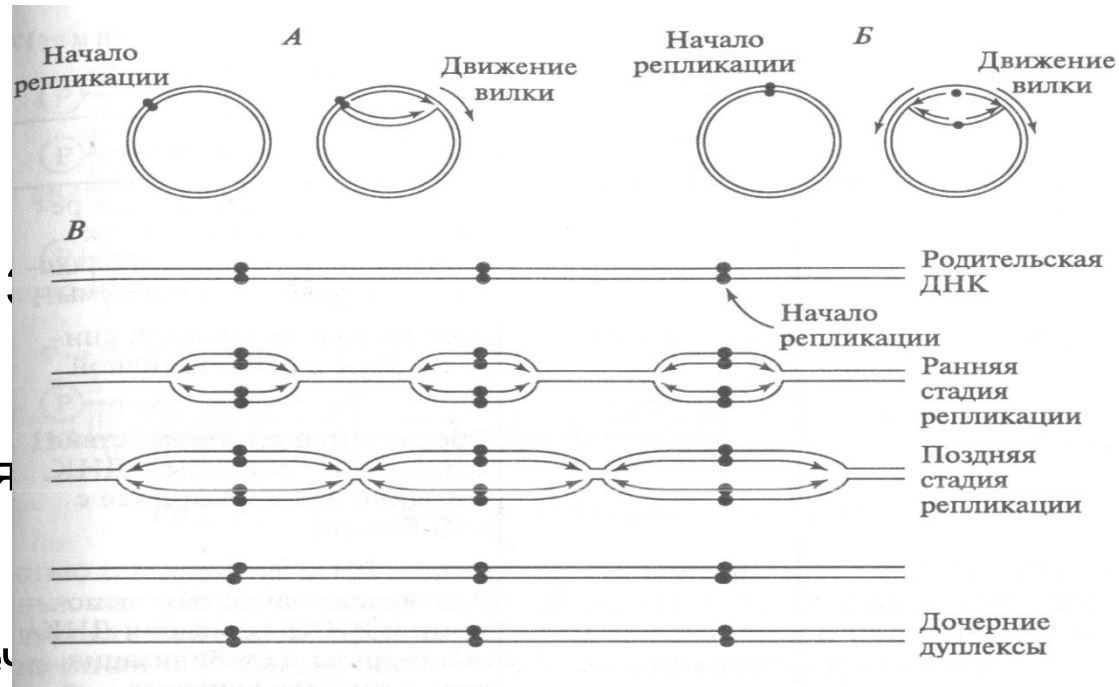 А
Начало
репликации
Движение
вилки
Начало
репликации
Б
Движение
вилки
В
Родительская
ДНК
Начало
репликации
Ранняя
стадия
репликации
Поздняя
стадия
репликации
Дочерние
дуплексы